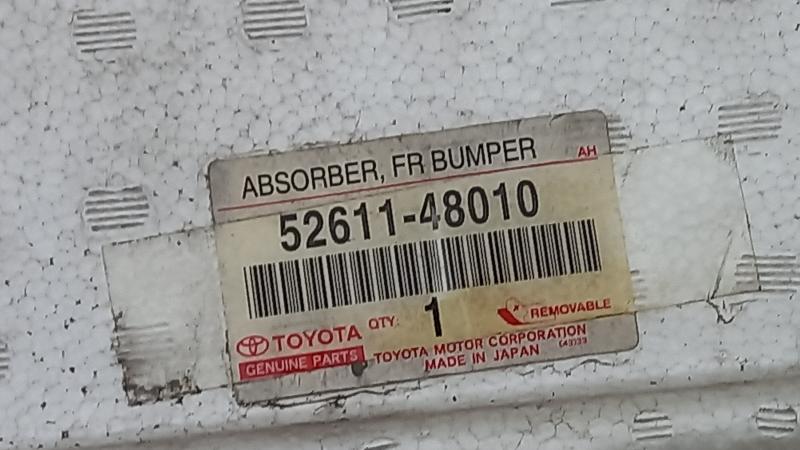 ABSORBER, FR BUMPER
AH
52611-48010
TOYOTA QTY. 1 REMOVABLE
GENUINE PARTS TOYOTA MOTOR CORPORATION
MADE IN JAPAN